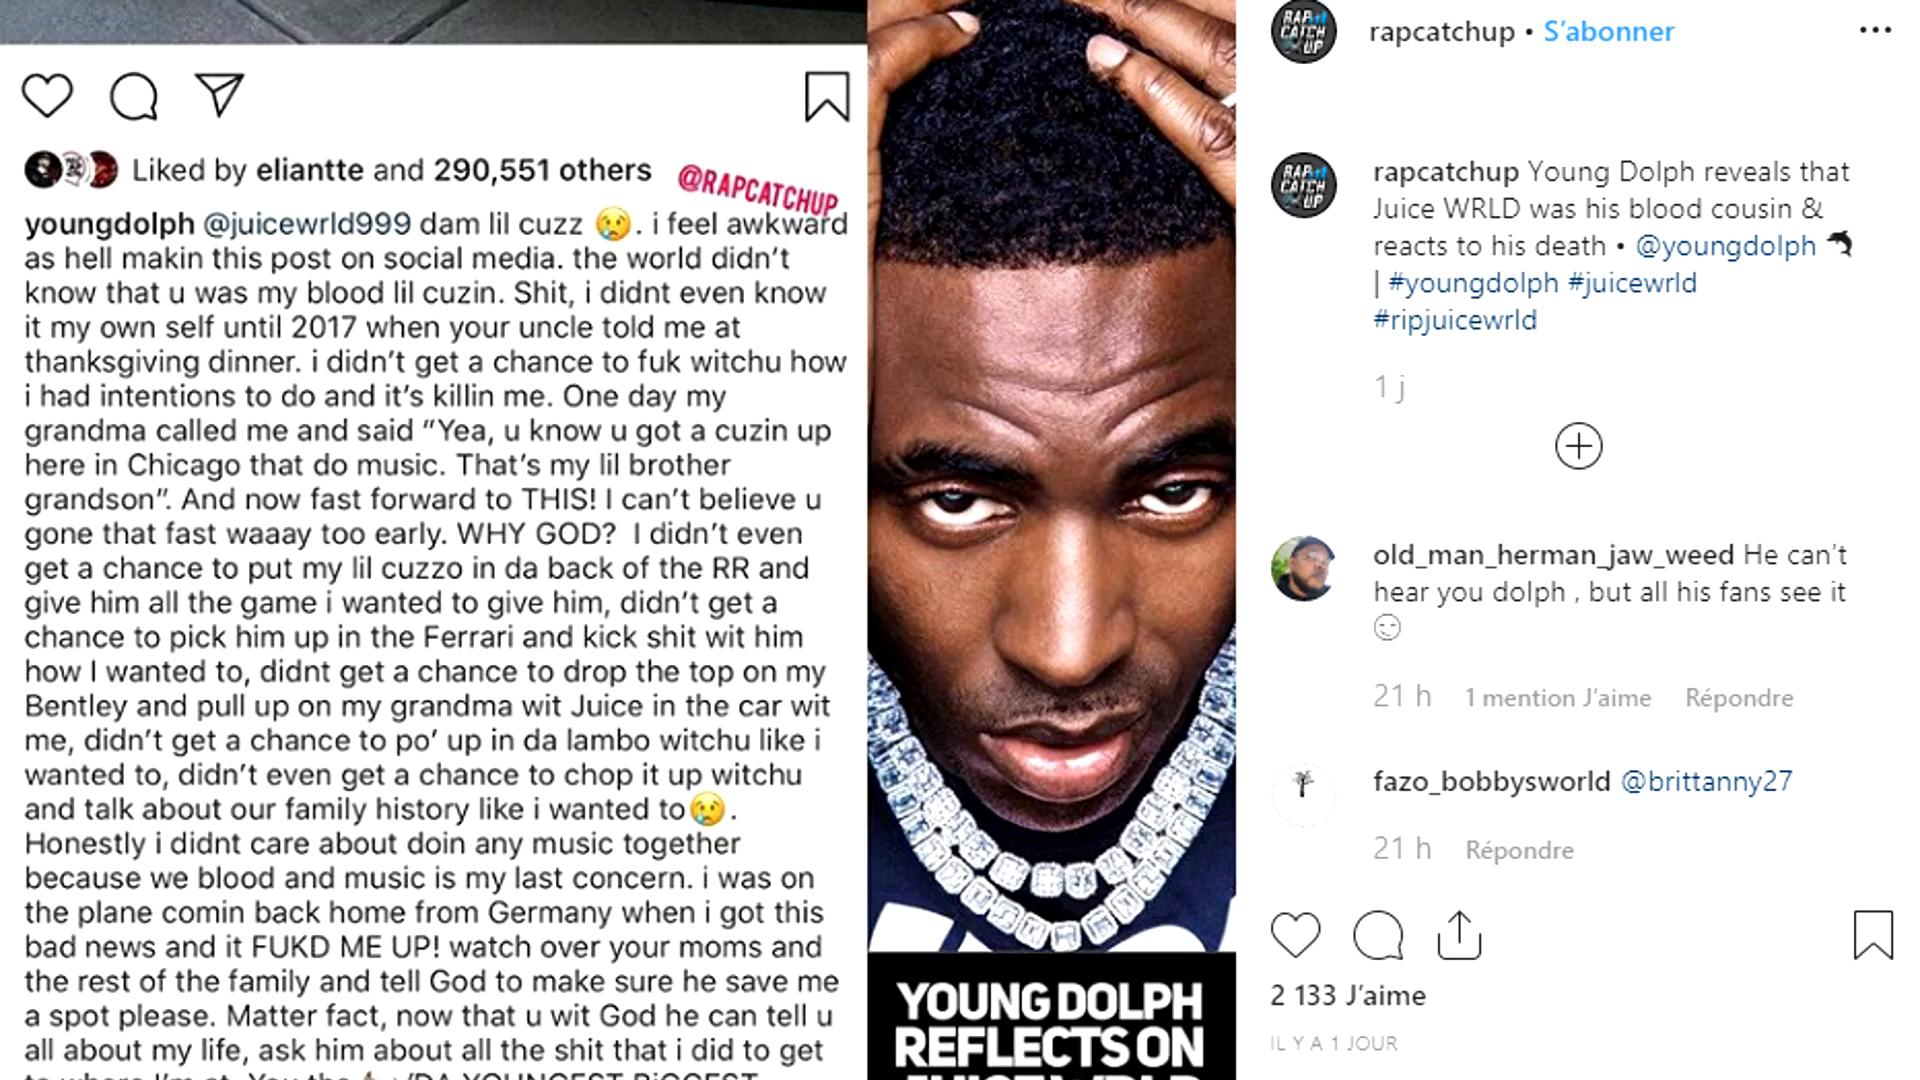 Liked by eliantte and 290,551 others
@RAPCATCHUP
youngdolph @juicewrld999 dam lil cuzz 😢. i feel awkward
as hell makin this post on social media. the world didn't
know that u was my blood lil cuzin. Shit, i didnt even know
it my own self until 2017 when your uncle told me at
thanksgiving dinner. i didn't get a chance to fuk witchu how
i had intentions to do and it's killin me. One day my
grandma called me and said "Yea, u know u got a cuzin up
here in Chicago that do music. That's my lil brother
grandson". And now fast forward to THIS! I can't believe u
gone that fast waaay too early. WHY GOD? I didn't even
get a chance to put my lil cuzzo in da back of the RR and
give him all the game i wanted to give him, didn't get a
chance to pick him up in the Ferrari and kick shit wit him
how I wanted to, didnt get a chance to drop the top on my
Bentley and pull up on my grandma wit Juice in the car wit
me, didn't get a chance to po' up in da lambo witchu like i
wanted to, didn't even get a chance to chop it up witchu
and talk about our family history like i wanted to😢.
Honestly i didnt care about doin any music together
because we blood and music is my last concern. i was on
the plane comin back home from Germany when i got this
bad news and it FUKD ME UP! watch over your moms and
the rest of the family and tell God to make sure he save me
a spot please. Matter fact, now that u wit God he can tell u
all about my life, ask him about all the shit that i did to get
YOUNG DOLPH
REFLECTS ON
JUICE WRLD
RAP
CATCH
UP
rapcatchup • S'abonner
RAP
CATCH
UP
rapcatchup Young Dolph reveals that
Juice WRLD was his blood cousin &
reacts to his death • @youngdolph
| #youngdolph #juicewrld
#ripjuicewrld
1 j
old_man_herman_jaw_weed He can't
hear you dolph , but all his fans see it
😏
21 h 1 mention J'aime Répondre
fazo_bobbysworld @brittanny27
21 h Répondre
2 133 J'aime
IL Y A 1 JOUR